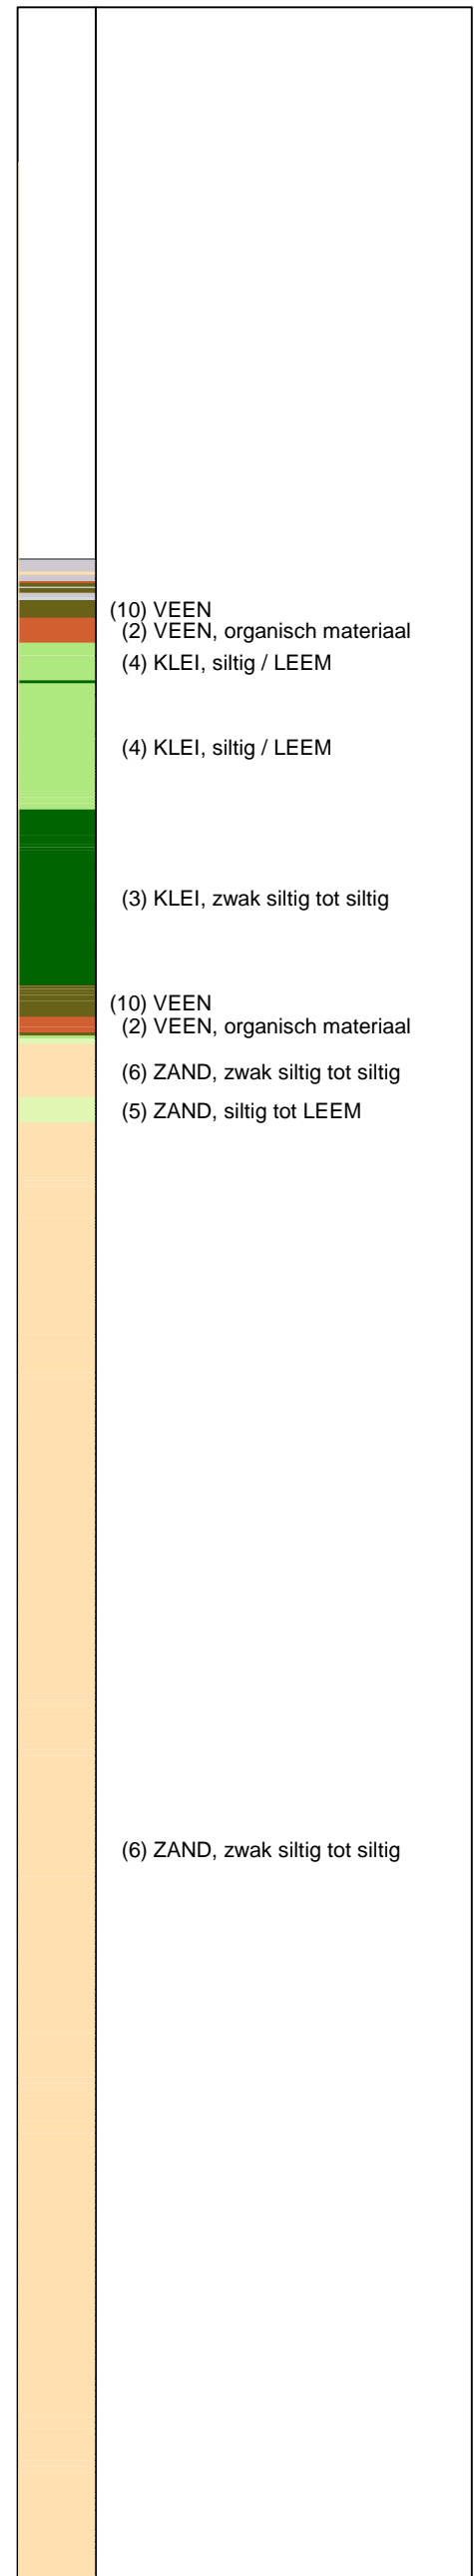 (10) VEEN
(2) VEEN, organisch materiaal
(4) KLEI, siltig / LEEM
(4) KLEI, siltig / LEEM
(3) KLEI, zwak siltig tot siltig
(10) VEEN
(2) VEEN, organisch materiaal
(6) ZAND, zwak siltig tot siltig
(5) ZAND, siltig tot LEEM
(6) ZAND, zwak siltig tot siltig